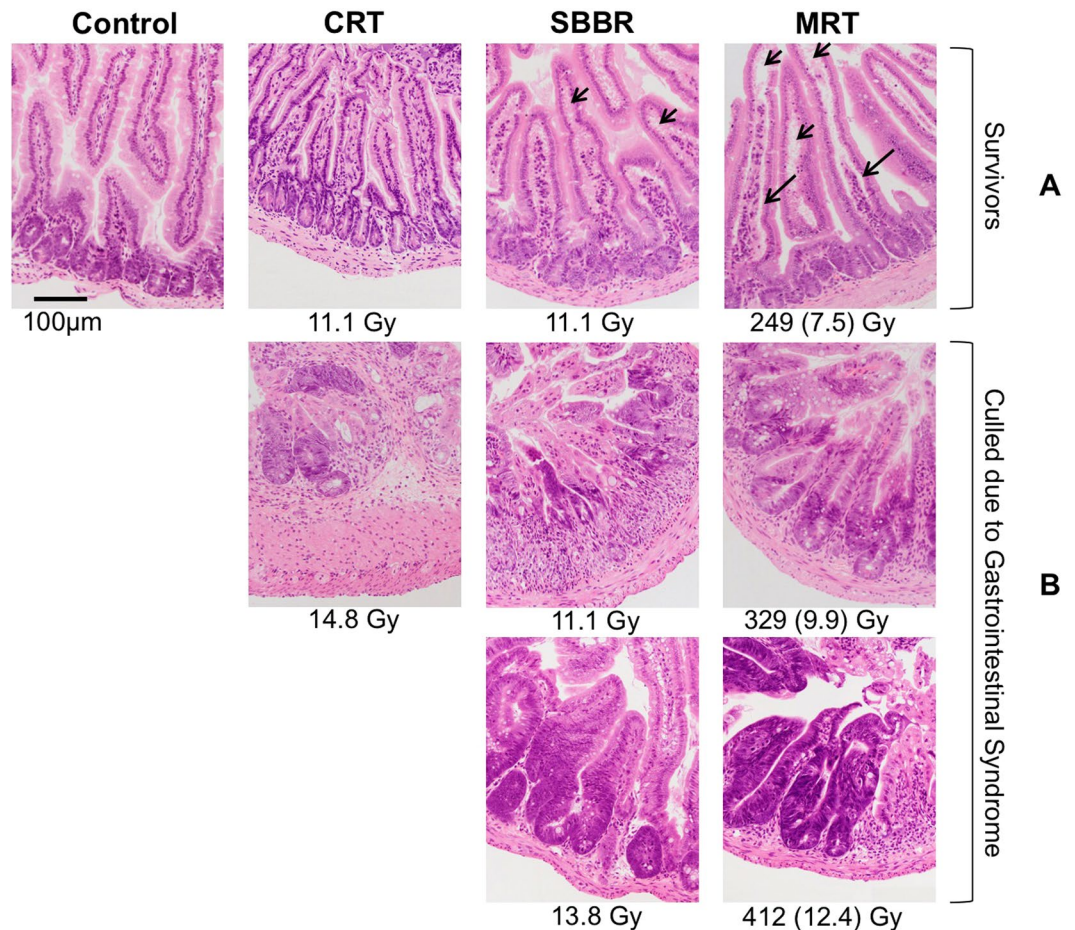 Control CRT SBBR MRT
Survivors
A
100µm
11.1 Gy 11.1 Gy 249 (7.5) Gy
Culled due to Gastrointestinal Syndrome
B
14.8 Gy 11.1 Gy 329 (9.9) Gy
13.8 Gy 412 (12.4) Gy